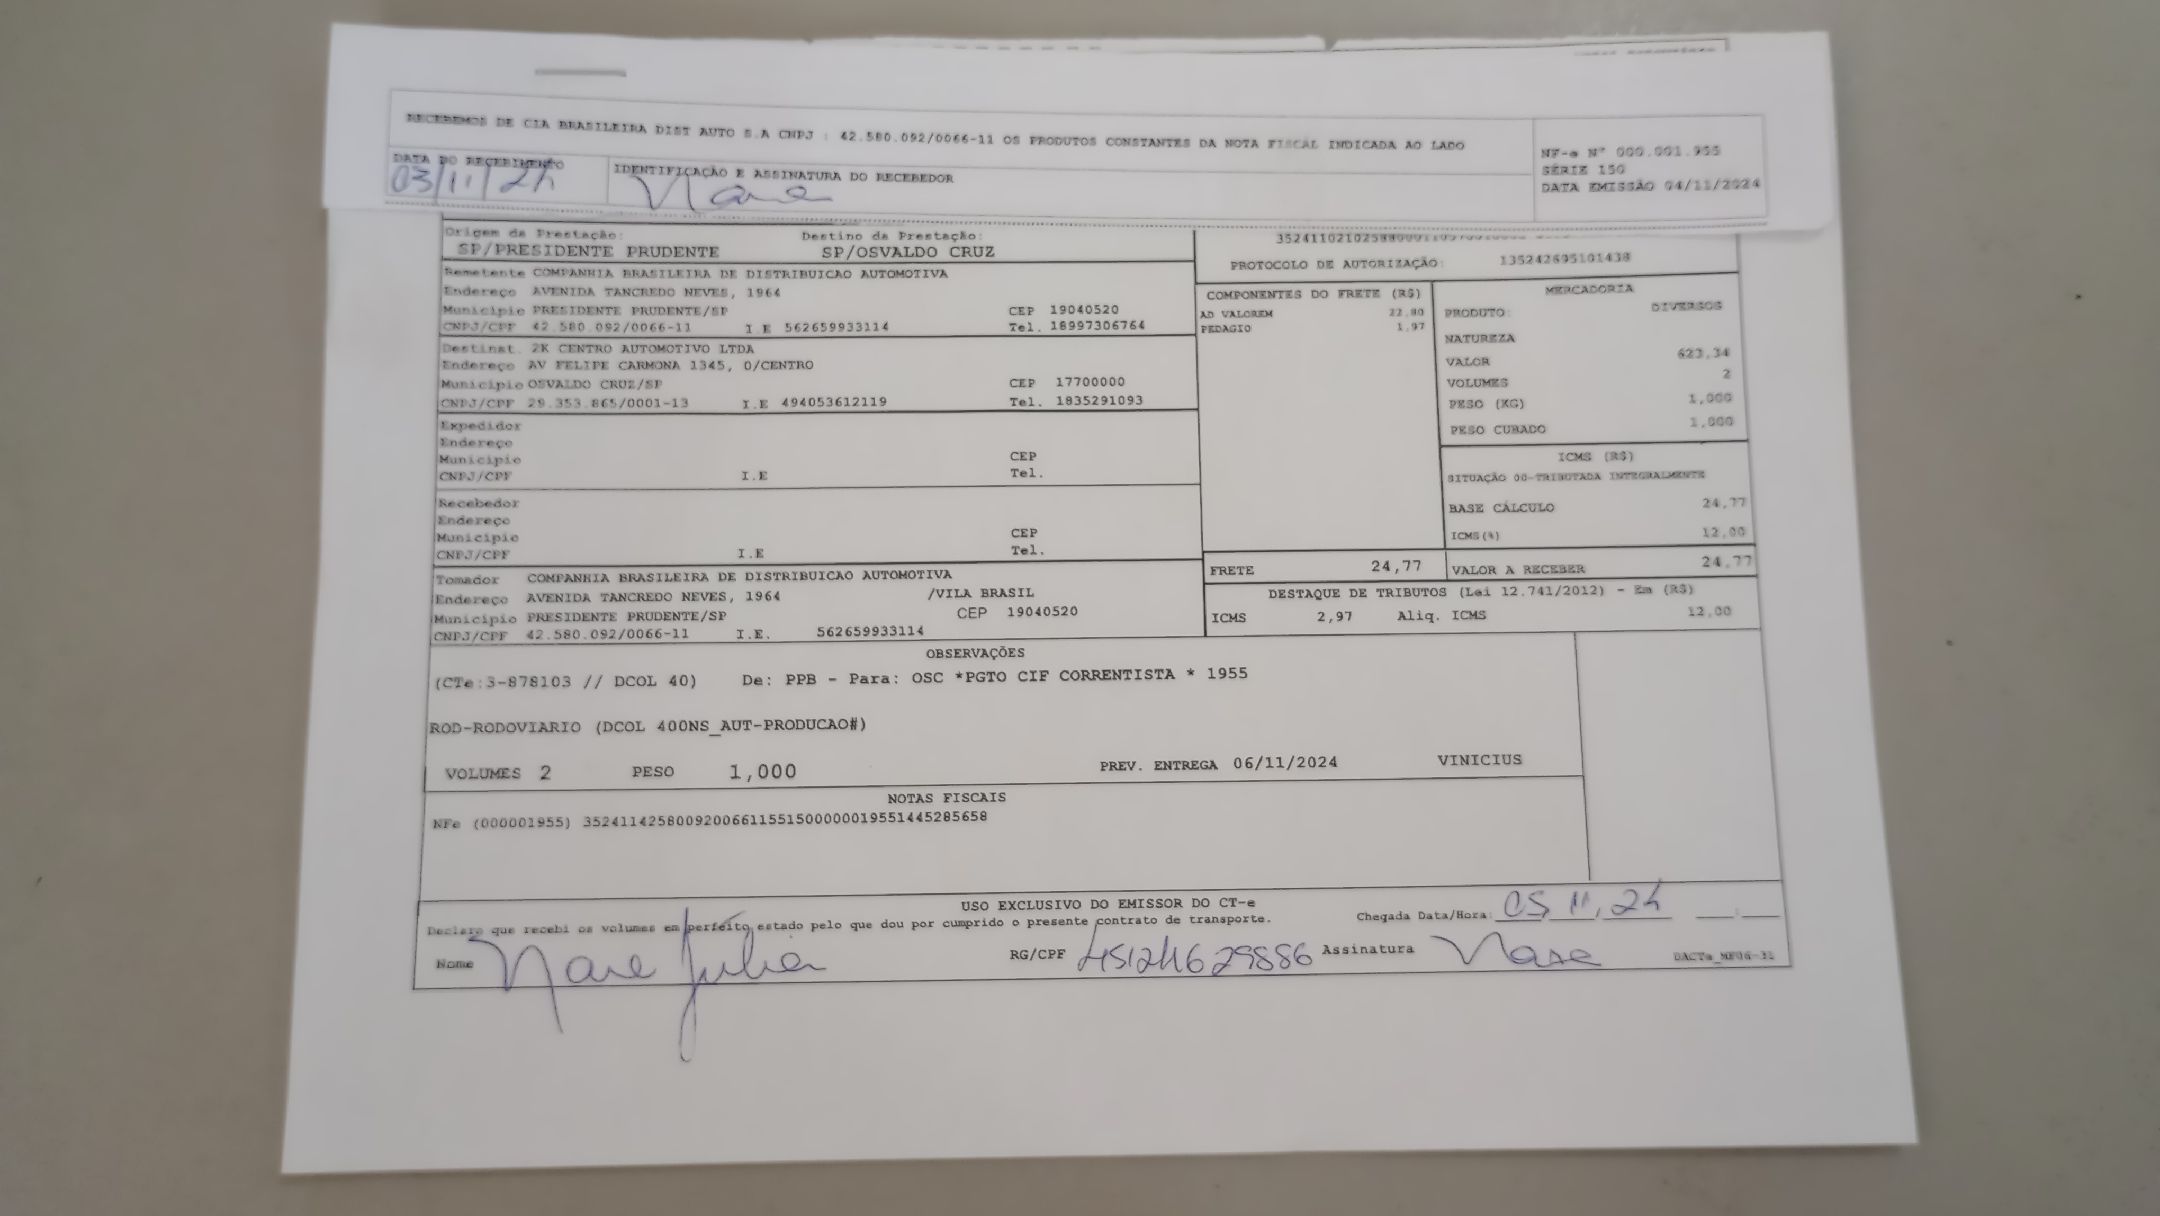 RECEBEMOS DE CIA BRASILEIRA DIST AUTO S.A CNPJ : 42.580.092/0066-11 OS PRODUTOS CONSTANTES DA NOTA FISCAL INDICADA AO LADO
NF-e N° 000.001.955
SÉRIE 150
DATA EMISSÃO 04/11/2024
DATA DO RECEBIMENTO
IDENTIFICAÇÃO E ASSINATURA DO RECEBEDOR
Origem da Prestação: Destino da Prestação:
SP/PRESIDENTE PRUDENTE SP/OSVALDO CRUZ
PROTOCOLO DE AUTORIZAÇÃO: 135242695101438
Remetente COMPANHIA BRASILEIRA DE DISTRIBUICAO AUTOMOTIVA
Endereço AVENIDA TANCREDO NEVES, 1964
Município PRESIDENTE PRUDENTE/SP CEP 19040520
CNPJ/CPF 42.580.092/0066-11 I.E 562659933114 Tel. 18997306764
Destinat. 2K CENTRO AUTOMOTIVO LTDA
Endereço AV FELIPE CARMONA 1345, 0/CENTRO
Município OSVALDO CRUZ/SP CEP 17700000
CNPJ/CPF 29.353.865/0001-13 I.E 494053612119 Tel. 1835291093
Expedidor
Endereço
Município CEP
CNPJ/CPF I.E Tel.
Recebedor
Endereço
Município CEP
CNPJ/CPF I.E Tel.
Tomador COMPANHIA BRASILEIRA DE DISTRIBUICAO AUTOMOTIVA
Endereço AVENIDA TANCREDO NEVES, 1964 /VILA BRASIL
Município PRESIDENTE PRUDENTE/SP CEP 19040520
CNPJ/CPF 42.580.092/0066-11 I.E. 562659933114
COMPONENTES DO FRETE (R$)
AD VALOREM 22,80
PEDAGIO 1,97
MERCADORIA
PRODUTO: DIVERSOS
NATUREZA
VALOR 623,34
VOLUMES 2
PESO (KG) 1,000
PESO CUBADO 1,000
ICMS (R$)
SITUAÇÃO 00-TRIBUTADA INTEGRALMENTE
BASE CÁLCULO 24,77
ICMS(%) 12,00
FRETE 24,77 VALOR A RECEBER 24,77
DESTAQUE DE TRIBUTOS (Lei 12.741/2012) - Em (R$)
ICMS 2,97 Aliq. ICMS 12,00
OBSERVAÇÕES
(CTe:3-878103 // DCOL 40) De: PPB - Para: OSC *PGTO CIF CORRENTISTA * 1955
ROD-RODOVIARIO (DCOL 400NS_AUT-PRODUCAO#)
VOLUMES 2 PESO 1,000 PREV. ENTREGA 06/11/2024 VINICIUS
NOTAS FISCAIS
NFe (000001955) 35241142580092006611551500000019551445285658
USO EXCLUSIVO DO EMISSOR DO CT-e
Declaro que recebi os volumes em perfeito estado pelo que dou por cumprido o presente contrato de transporte. Chegada Data/Hora: 05 11, 24
Nome RG/CPF Assinatura